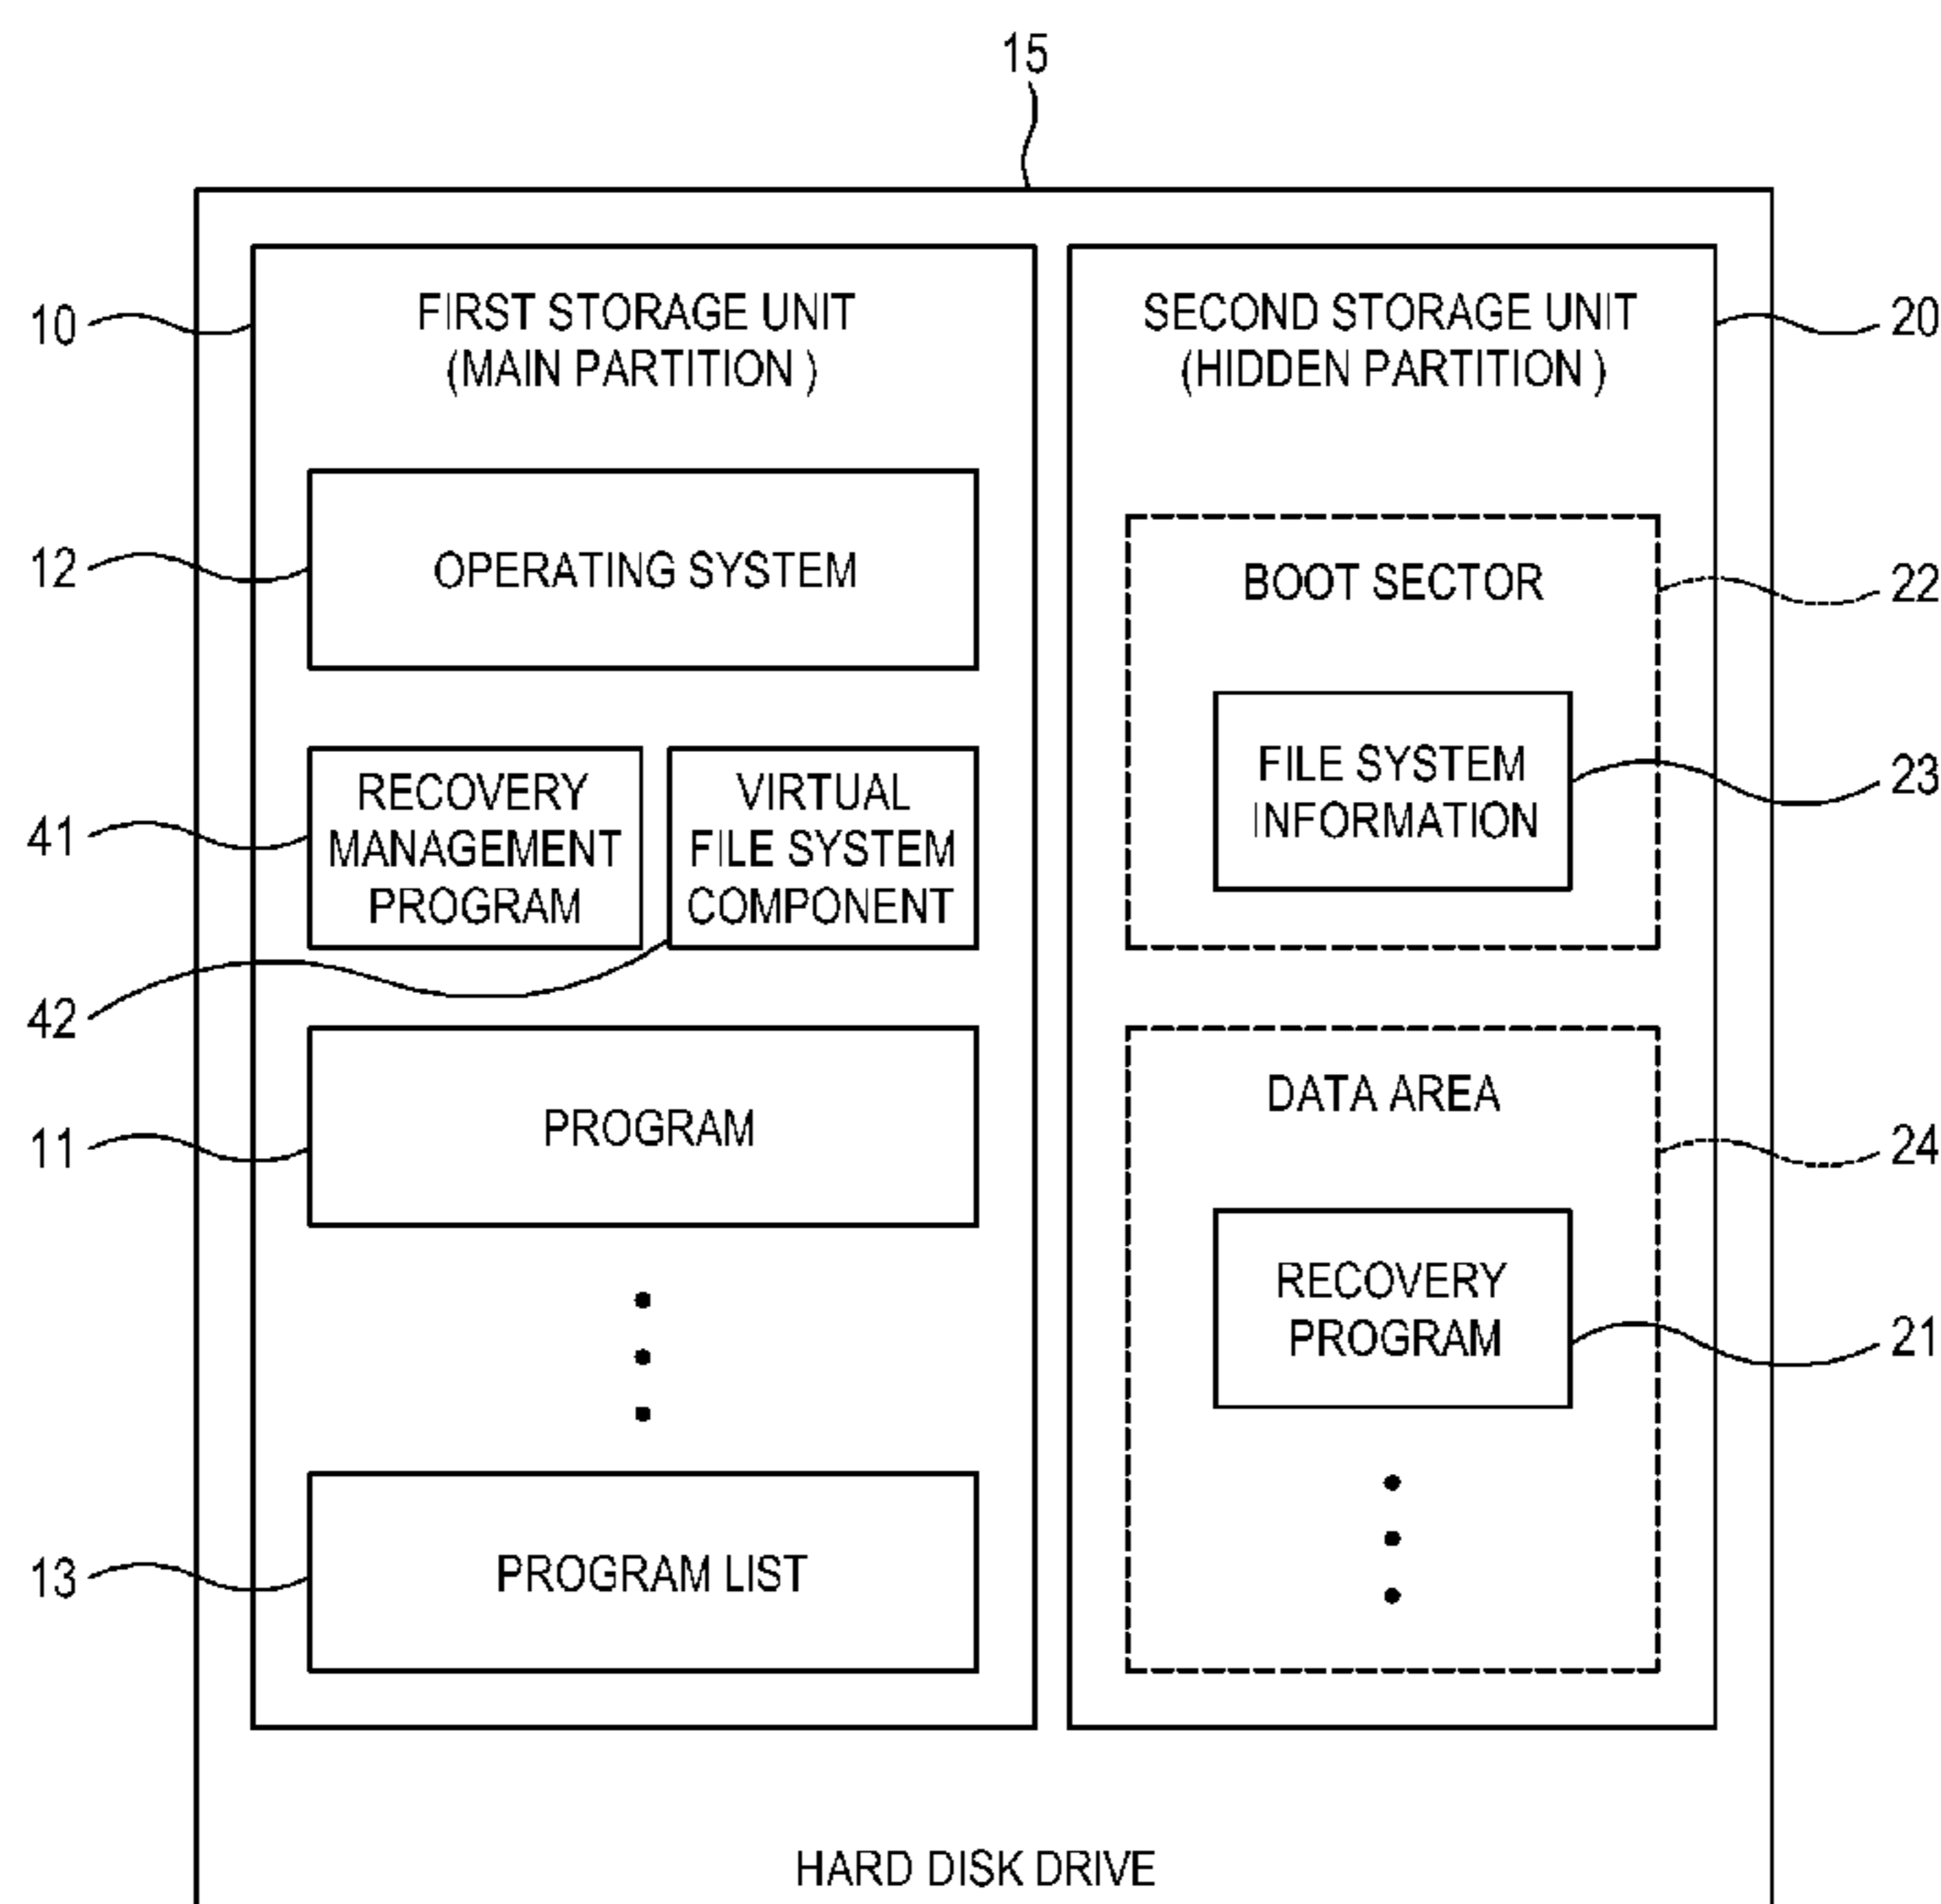 15
10
FIRST STORAGE UNIT
(MAIN PARTITION )
SECOND STORAGE UNIT
(HIDDEN PARTITION )
20
12
OPERATING SYSTEM
BOOT SECTOR
22
41
RECOVERY
MANAGEMENT
PROGRAM
VIRTUAL
FILE SYSTEM
COMPONENT
FILE SYSTEM
INFORMATION
23
42
11
PROGRAM
DATA AREA
24
RECOVERY
PROGRAM
21
13
PROGRAM LIST
HARD DISK DRIVE